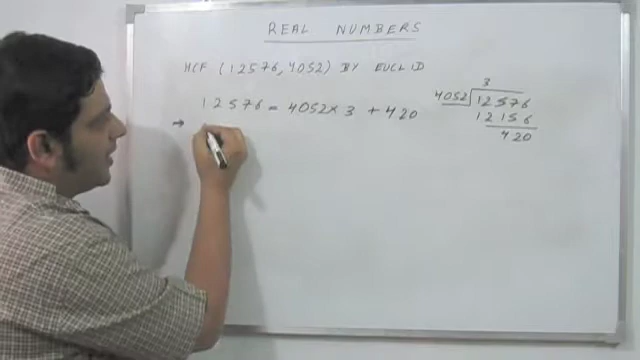 REAL NUMBERS
HCF (12576, 4052) BY EUCLID
12576 = 4052 × 3 + 420
3
4052 12576
12156
420